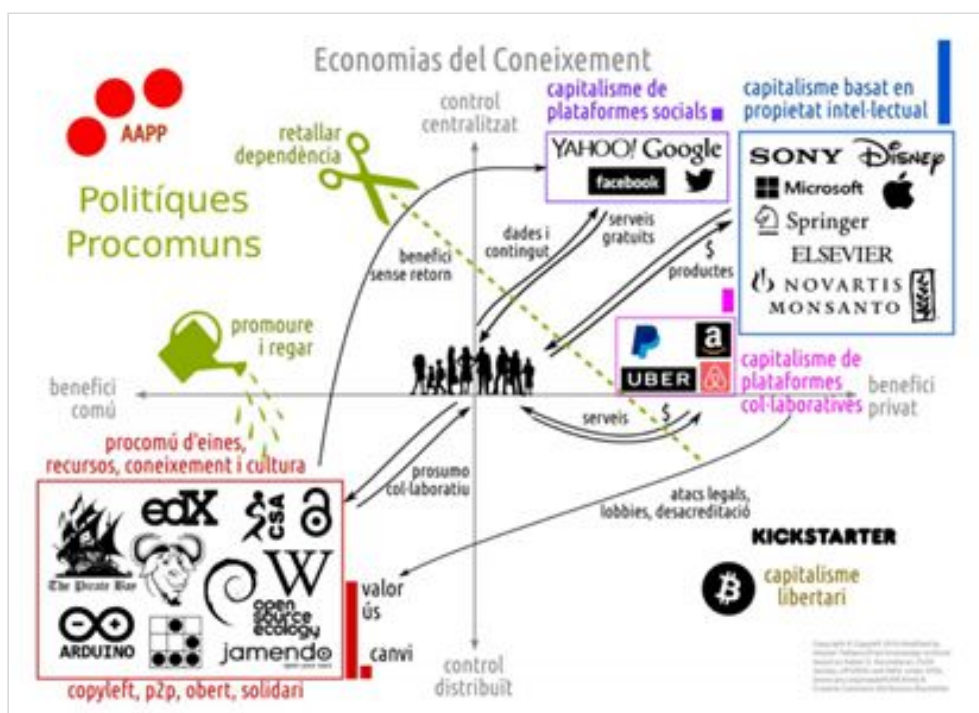 Economias del Coneixement
AAPP
Polítiques
Procomuns
retallar
dependència
control
centralitzat
capitalisme de
plataformes socials
YAHOO! Google
facebook
capitalisme basat en
propietat intel·lectual
SONY Disney
Microsoft
Springer
ELSEVIER
NOVARTIS
MONSANTO
benefici
sense retorn
dades i
contingut
serveis
gratuïts
$
productes
promoure
i regar
benefici
comú
UBER
capitalisme de
plataformes
col·laboratives
benefici
privat
serveis
$
procomú d'eines,
recursos, coneixement i cultura
prosumo
col·laboratiu
atacs legals,
lobbies, desacreditació
edX
CSA
The Pirate Bay
W
open
source
ecology
ARDUINO
jamendo
valor
ús
canvi
copyleft, p2p, obert, solidari
control
distribuït
KICKSTARTER
capitalisme
libertari